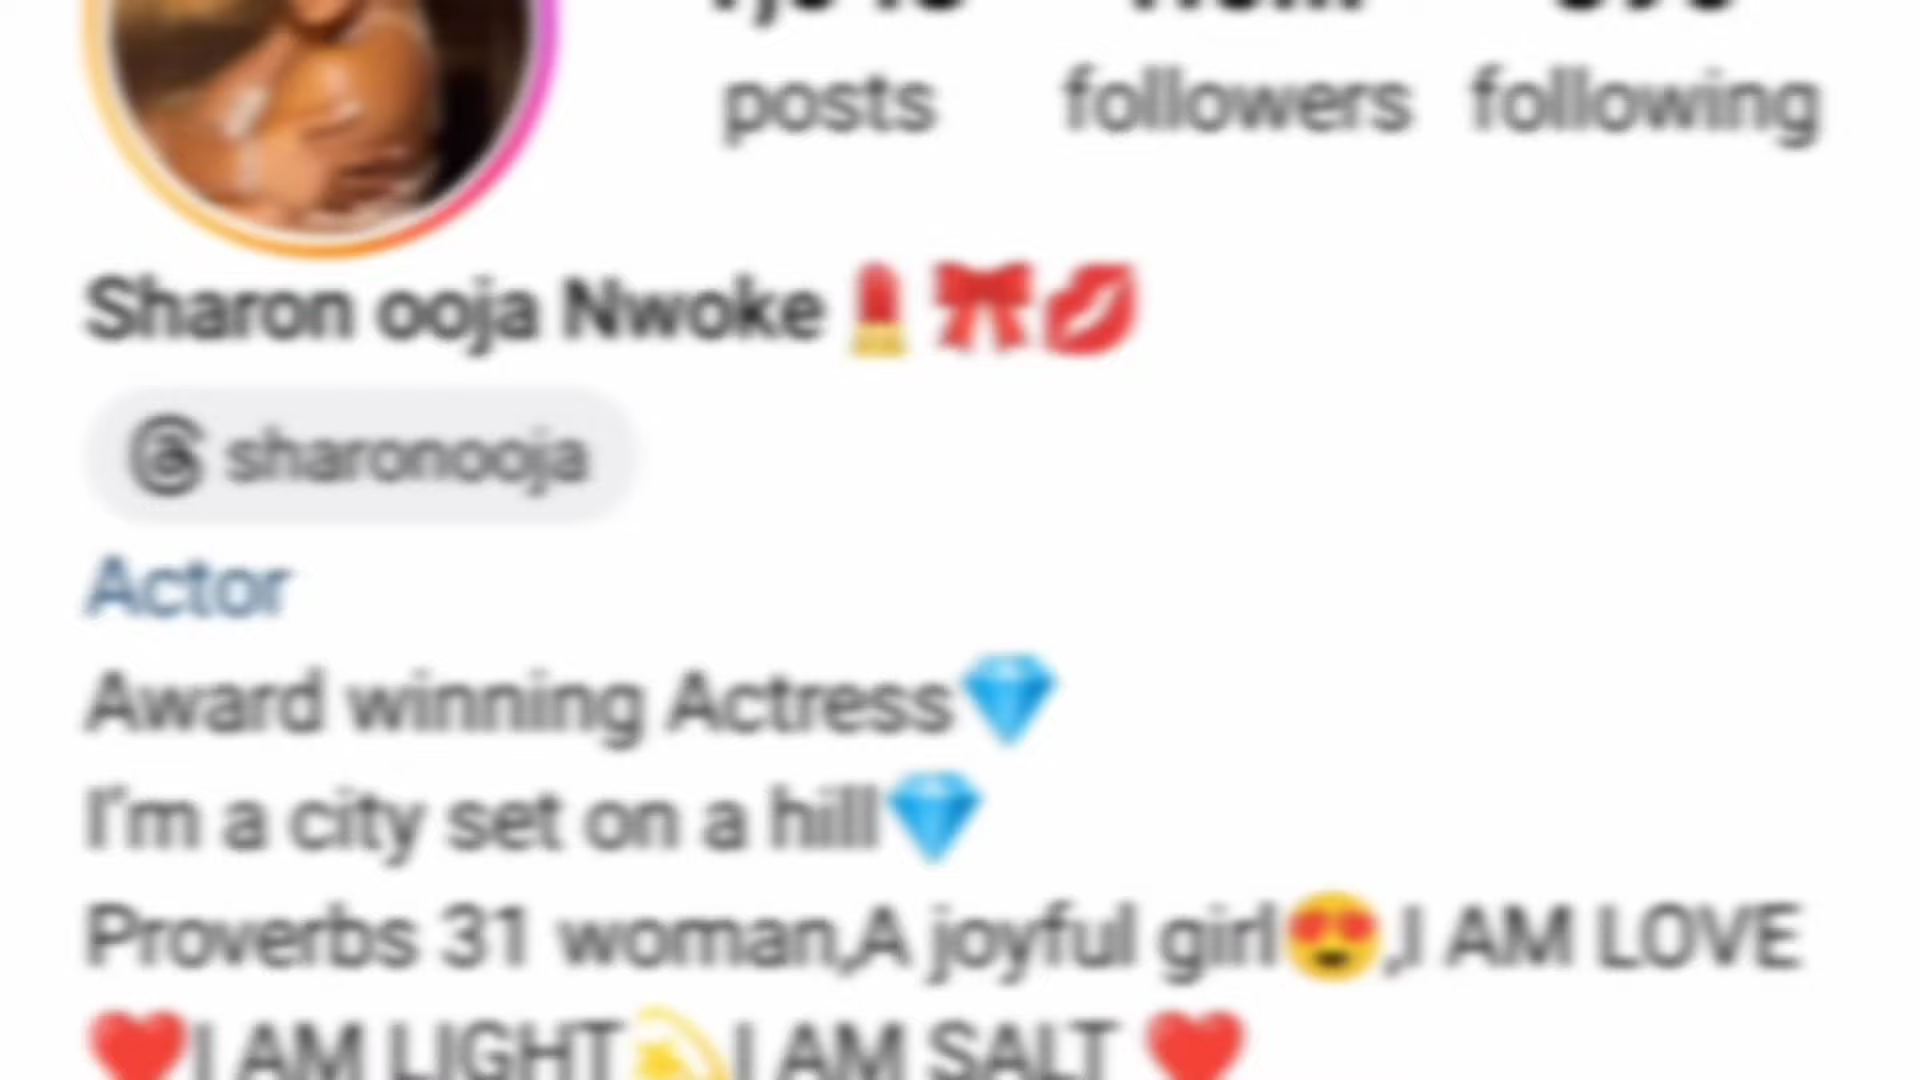 posts followers following
Sharon ooja Nwoke 💄🎀💋
sharonooja
Actor
Award winning Actress💎
I'm a city set on a hill💎
Proverbs 31 woman,A joyful girl😍,I AM LOVE
❤️I AM LIGHT💫I AM SALT ❤️